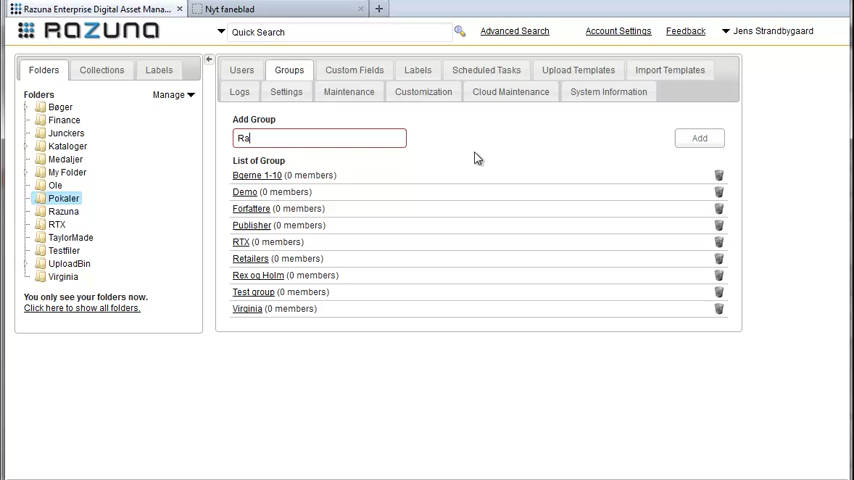 Razuna Enterprise Digital Asset Mana...
Nyt faneblad
RAZUNA
Quick Search
Advanced Search
Account Settings
Feedback
Jens Strandbygaard
Folders
Collections
Labels
Users
Groups
Custom Fields
Labels
Scheduled Tasks
Upload Templates
Import Templates
Logs
Settings
Maintenance
Customization
Cloud Maintenance
System Information
Folders
Manage
Bøger
Finance
Junckers
Kataloger
Medaljer
My Folder
Ole
Pokaler
Razuna
RTX
TaylorMade
Testfiler
UploadBin
Virginia
You only see your folders now.
Click here to show all folders.
Add Group
Ra
Add
List of Group
Bgerne 1-10 (0 members)
Demo (0 members)
Forfattere (0 members)
Publisher (0 members)
RTX (0 members)
Retailers (0 members)
Rex og Holm (0 members)
Test group (0 members)
Virginia (0 members)